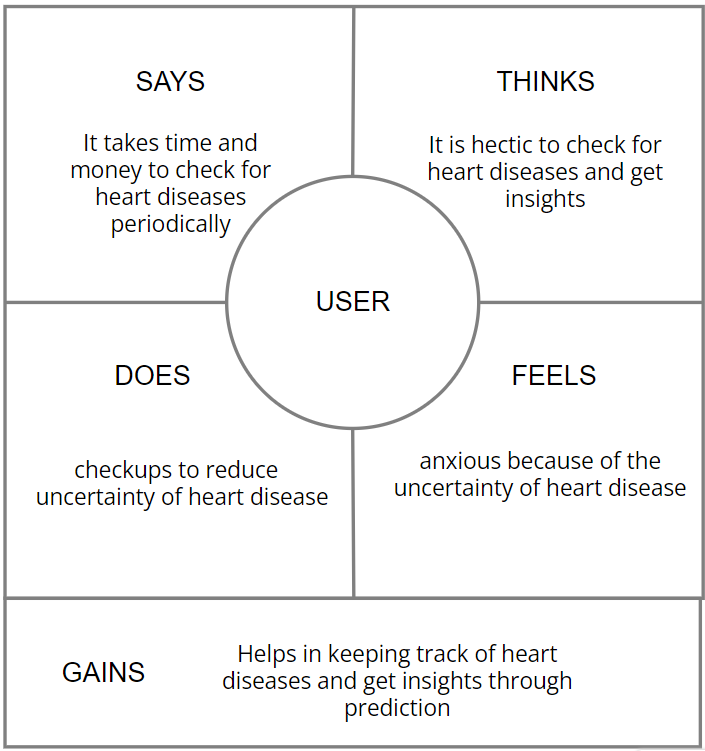 SAYS
It takes time and
money to check for
heart diseases
periodically
THINKS
It is hectic to check for
heart diseases and get
insights
USER
DOES
checkups to reduce
uncertainty of heart disease
FEELS
anxious because of the
uncertainty of heart disease
GAINS
Helps in keeping track of heart
diseases and get insights through
prediction